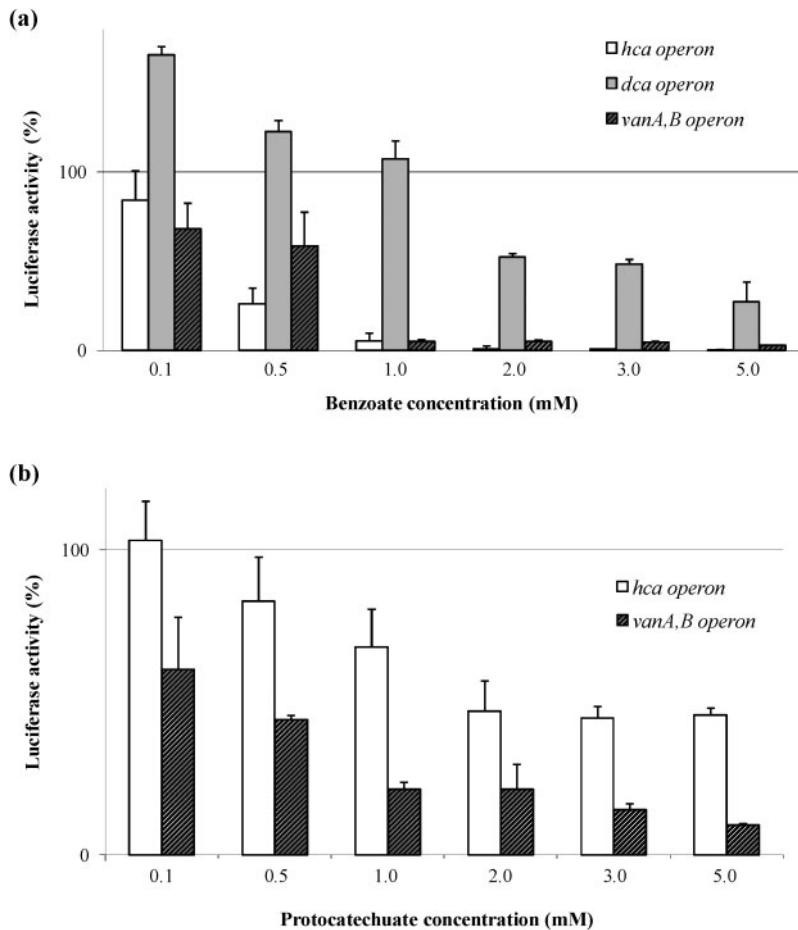 (a)
hca operon
dca operon
vanA,B operon
Luciferase activity (%)
100
0
0.1 0.5 1.0 2.0 3.0 5.0
Benzoate concentration (mM)
(b)
100
hca operon
vanA,B operon
Luciferase activity (%)
0
0.1 0.5 1.0 2.0 3.0 5.0
Protocatechuate concentration (mM)